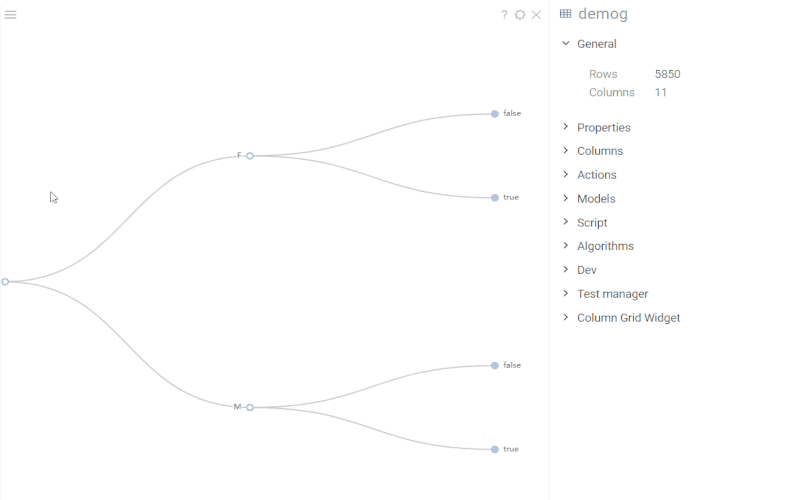 ?
false
F
true
false
M
true
demog
General
Rows 5850
Columns 11
Properties
Columns
Actions
Models
Script
Algorithms
Dev
Test manager
Column Grid Widget